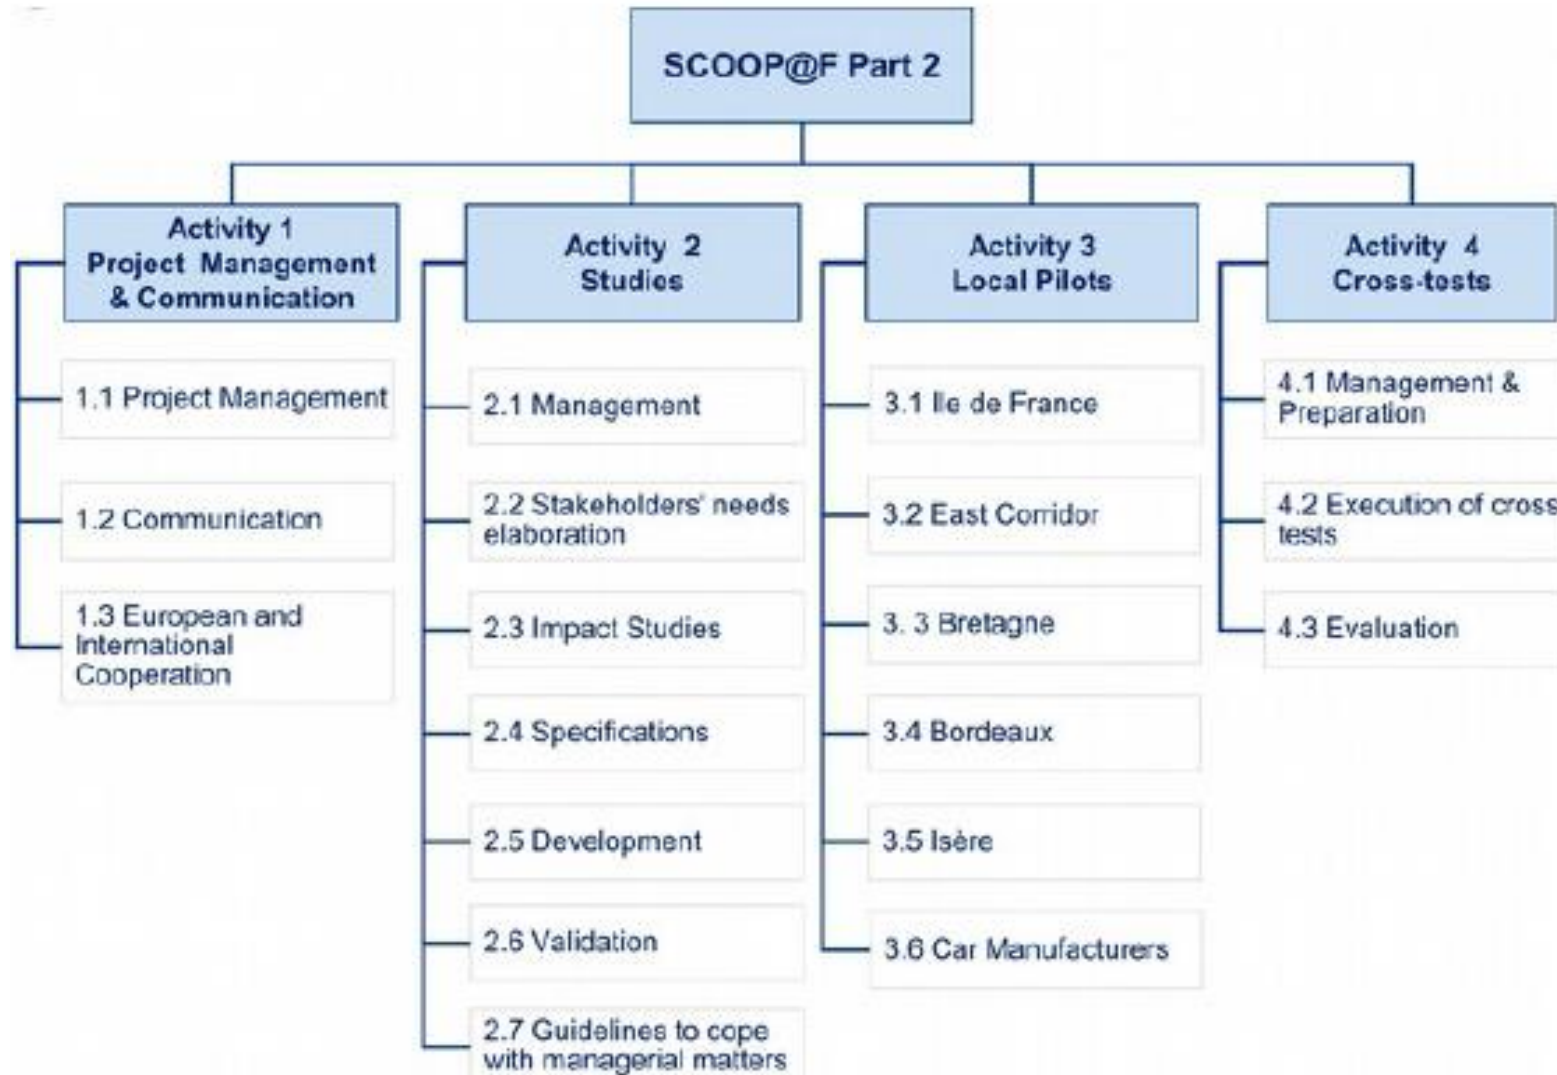 SCOOP@F Part 2
Activity 1
Project Management
& Communication
1.1 Project Management
1.2 Communication
1.3 European and
International
Cooperation
Activity 2
Studies
2.1 Management
2.2 Stakeholders' needs
elaboration
2.3 Impact Studies
2.4 Specifications
2.5 Development
2.6 Validation
2.7 Guidelines to cope
with managerial matters
Activity 3
Local Pilots
3.1 Ile de France
3.2 East Corridor
3. 3 Bretagne
3.4 Bordeaux
3.5 Isère
3.6 Car Manufacturers
Activity 4
Cross-tests
4.1 Management &
Preparation
4.2 Execution of cross
tests
4.3 Evaluation